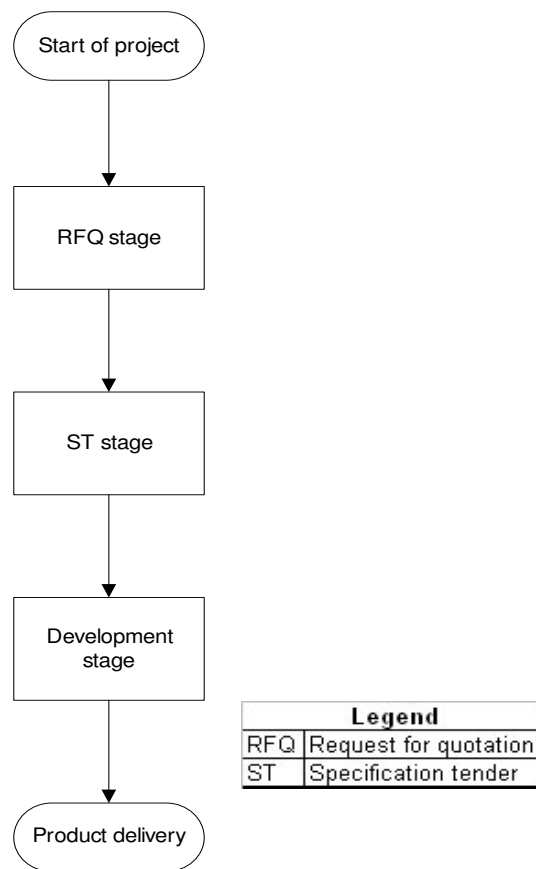 Start of project
RFQ stage
ST stage
Development
stage
Legend
RFQ Request for quotation
ST Specification tender
Product delivery